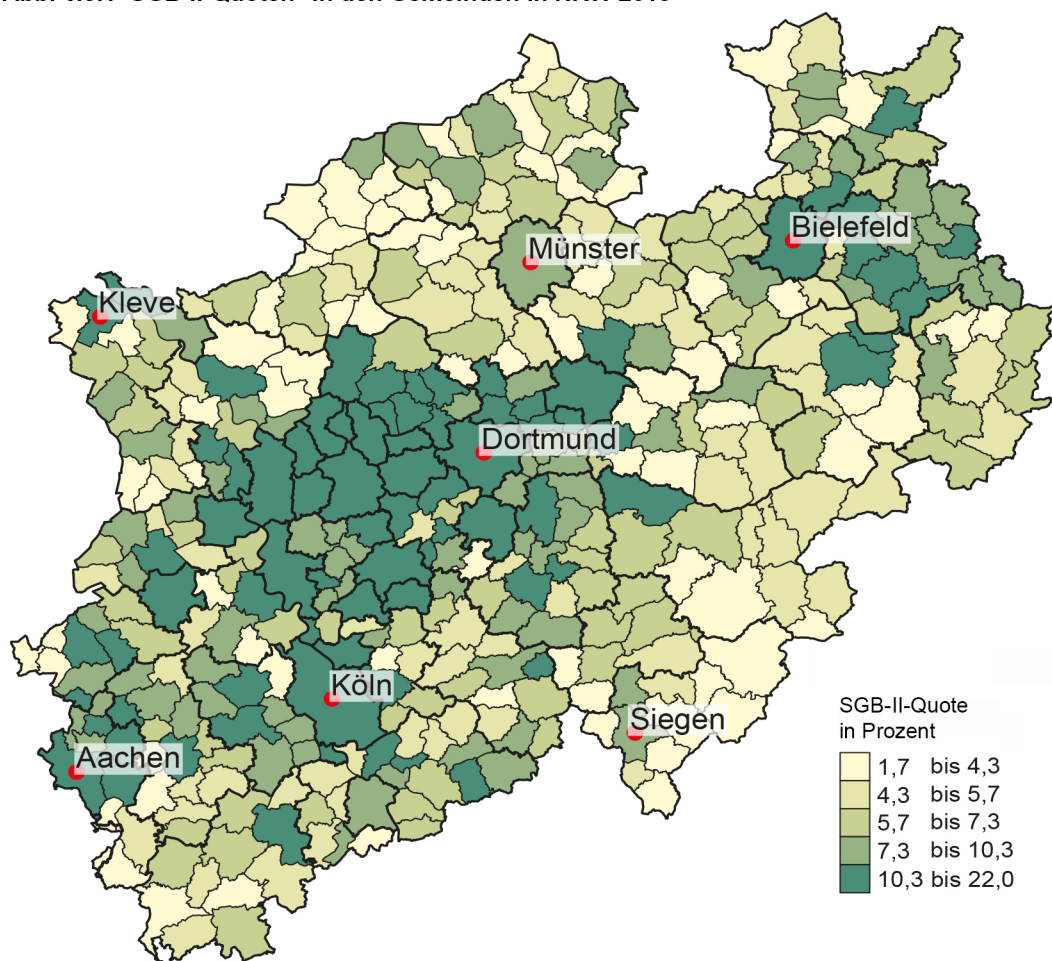 Münster
Bielefeld
Kleve
Dortmund
Köln
Siegen
Aachen
SGB-II-Quote
in Prozent
1,7 bis 4,3
4,3 bis 5,7
5,7 bis 7,3
7,3 bis 10,3
10,3 bis 22,0